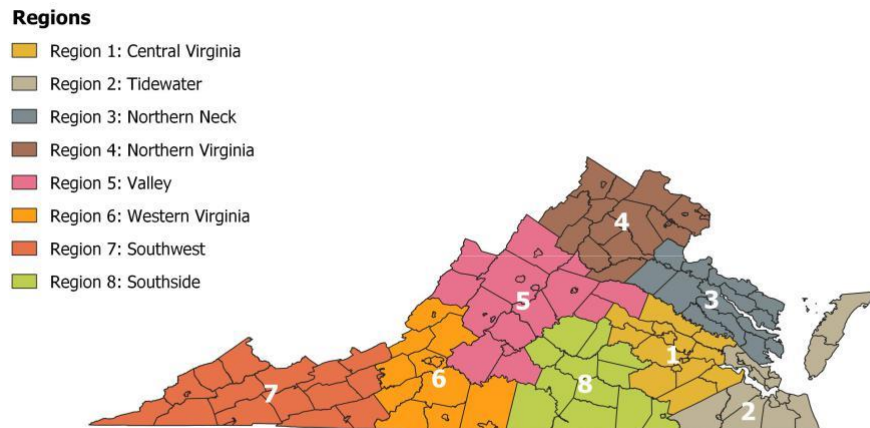 Regions
Region 1: Central Virginia
Region 2: Tidewater
Region 3: Northern Neck
Region 4: Northern Virginia
Region 5: Valley
Region 6: Western Virginia
Region 7: Southwest
Region 8: Southside
4
5
3
1
6
8
7
2